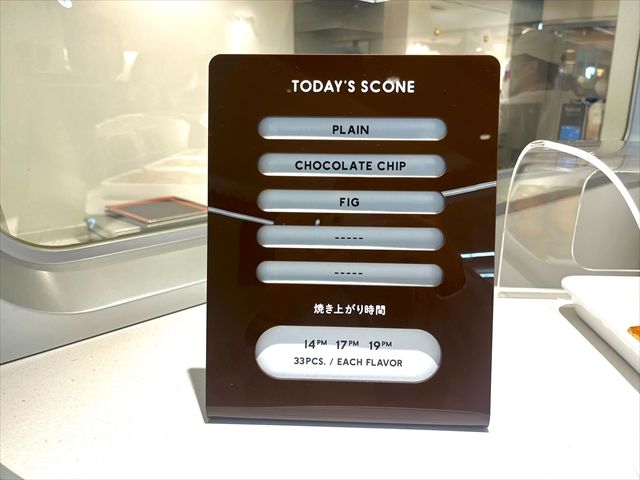 TODAY'S SCONE
PLAIN
CHOCOLATE CHIP
FIG
-----
-----
焼き上がり時間
14PM 17PM 19PM
33PCS. / EACH FLAVOR